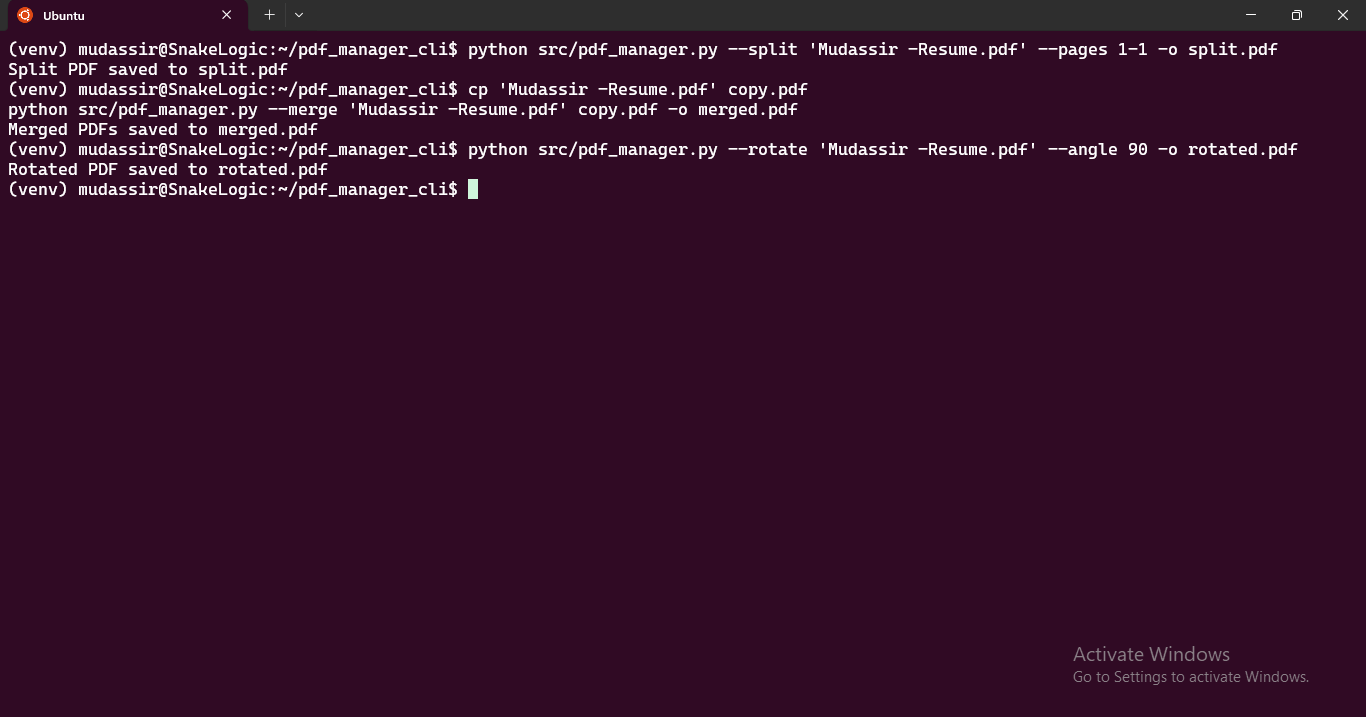 Ubuntu
(venv) mudassir@SnakeLogic:~/pdf_manager_cli$ python src/pdf_manager.py --split 'Mudassir -Resume.pdf' --pages 1-1 -o split.pdf
Split PDF saved to split.pdf
(venv) mudassir@SnakeLogic:~/pdf_manager_cli$ cp 'Mudassir -Resume.pdf' copy.pdf
python src/pdf_manager.py --merge 'Mudassir -Resume.pdf' copy.pdf -o merged.pdf
Merged PDFs saved to merged.pdf
(venv) mudassir@SnakeLogic:~/pdf_manager_cli$ python src/pdf_manager.py --rotate 'Mudassir -Resume.pdf' --angle 90 -o rotated.pdf
Rotated PDF saved to rotated.pdf
(venv) mudassir@SnakeLogic:~/pdf_manager_cli$
Activate Windows
Go to Settings to activate Windows.